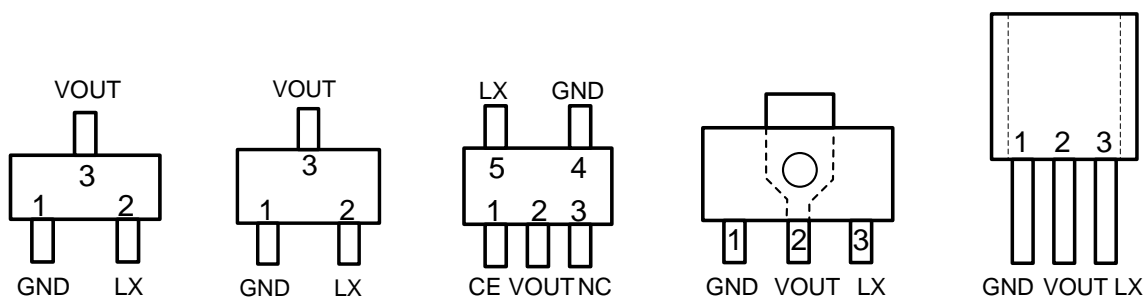 VOUT
3
1 2
GND LX
VOUT
3
1 2
GND LX
LX GND
5 4
1 2 3
CE VOUT NC
1 2 3
GND VOUT LX
1 2 3
GND VOUT LX